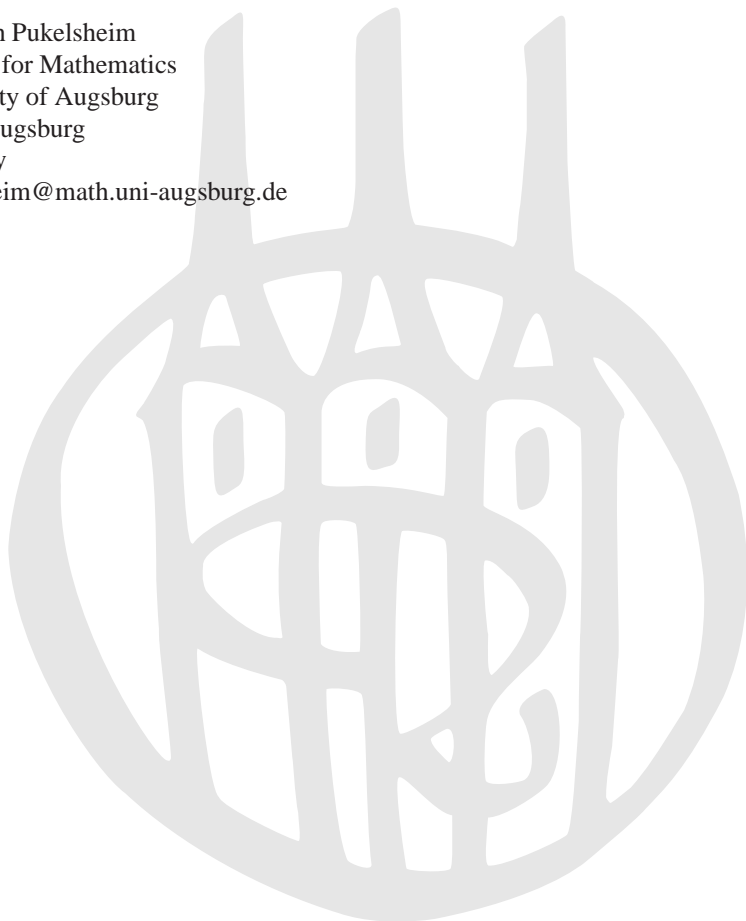 n Pukelsheim
for Mathematics
ty of Augsburg
ugsburg
y
eim@math.uni-augsburg.de